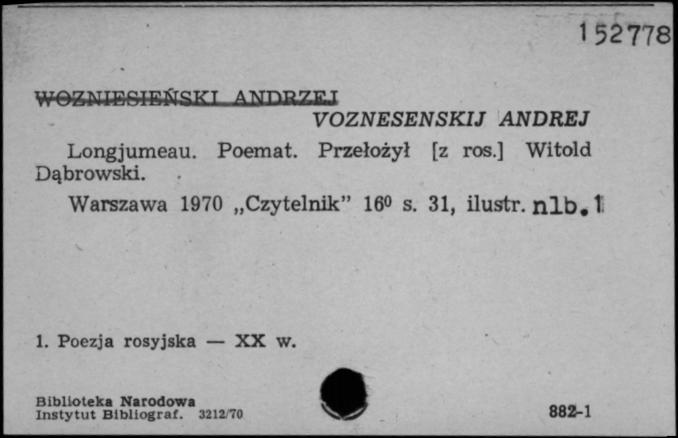 152778
WOZNIESIEŃSKI ANDRZEJ
VOZNESENSKIJ ANDREJ
Longjumeau. Poemat. Przełożył [z ros.] Witold
Dąbrowski.
Warszawa 1970 „Czytelnik” 16⁰ s. 31, ilustr. nlb. 1
1. Poezja rosyjska — XX w.
Biblioteka Narodowa
Instytut Bibliograf. 3212/70
882-1